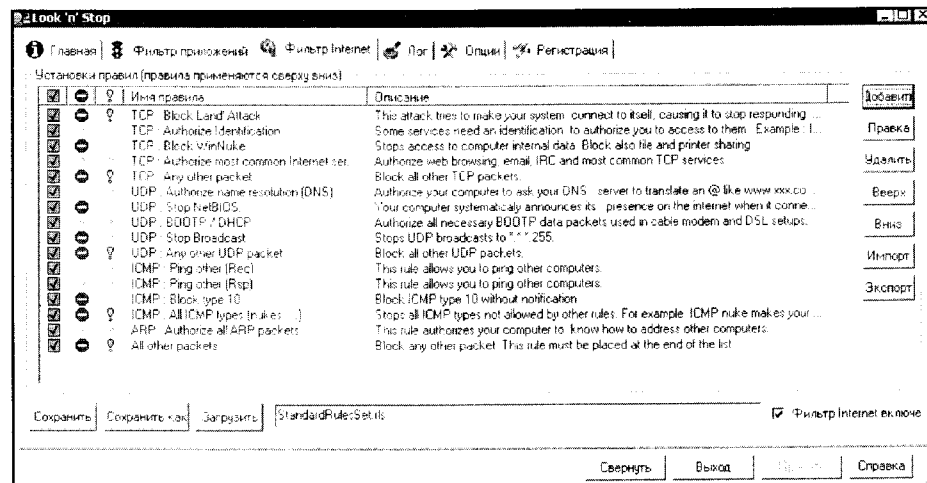 Look 'n' Stop
Главная Фильтр приложений Фильтр Internet Лог Опции Регистрация
Установки правил (правила применяются сверху вниз)
Имя правила Описание
TCP : Block Land Attack This attack tries to make your system connect to itself, causing it to stop responding ...
TCP : Authorize Identification Some services need an identification to authorize you to access to them. Example : I...
TCP : Block WinNuke Stops access to computer internal data. Block also file and printer sharing
TCP : Authorize most common Internet ser. Authorize web browsing, email, IRC and most common TCP services
TCP : Any other packet Block all other TCP packets.
UDP : Authorize name resolution (DNS) Authorize your computer to ask your DNS server to translate an @ like www.xxx.co...
UDP : Stop NetBIOS Your computer systematicaly announces its presence on the internet when it conne...
UDP : BOOTP / DHCP Authorize all necessary BOOTP data packets used in cable modem and DSL setups.
UDP : Stop Broadcast Stops UDP broadcasts to *.*.*.255.
UDP : Any other UDP packet Block all other UDP packets.
ICMP : Ping other (Rec) This rule allows you to ping other computers.
ICMP : Ping other (Rsp) This rule allows you to ping other computers.
ICMP : Block type 10 Block ICMP type 10 without notification
ICMP : All ICMP types (nukes ...) Stops all ICMP types not allowed by other rules. For example ICMP nuke makes your ...
ARP : Authorize all ARP packets This rule authorizes your computer to know how to address other computers.
All other packets Block any other packet. This rule must be placed at the end of the list
Добавить
Правка
Удалить
Вверх
Вниз
Импорт
Экспорт
Сохранить Сохранить как Загрузить StandardRulesSet.rls Фильтр Internet включе
Свернуть Выход Справка